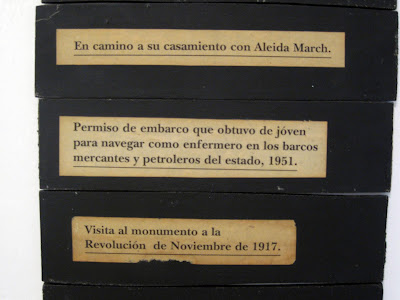 En camino a su casamiento con Aleida March.
Permiso de embarco que obtuvo de jóven
para navegar como enfermero en los barcos
mercantes y petroleros del estado, 1951.
Visita al monumento a la
Revolución de Noviembre de 1917.